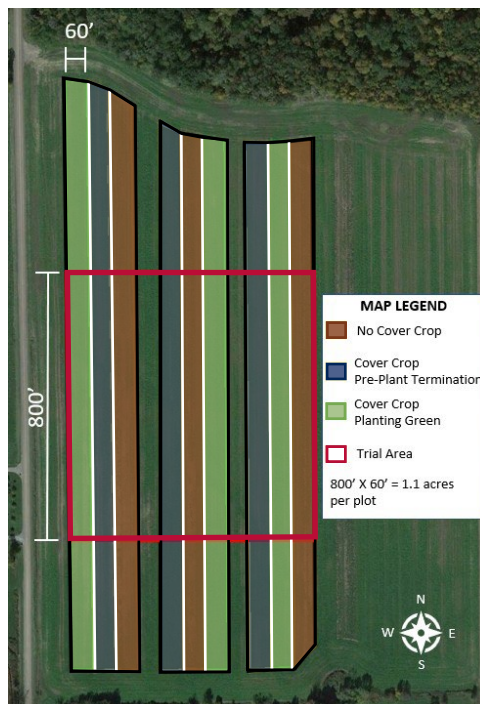 60’
800’
MAP LEGEND
No Cover Crop
Cover Crop
Pre-Plant Termination
Cover Crop
Planting Green
Trial Area
800’ X 60’ = 1.1 acres
per plot
N
W E
S